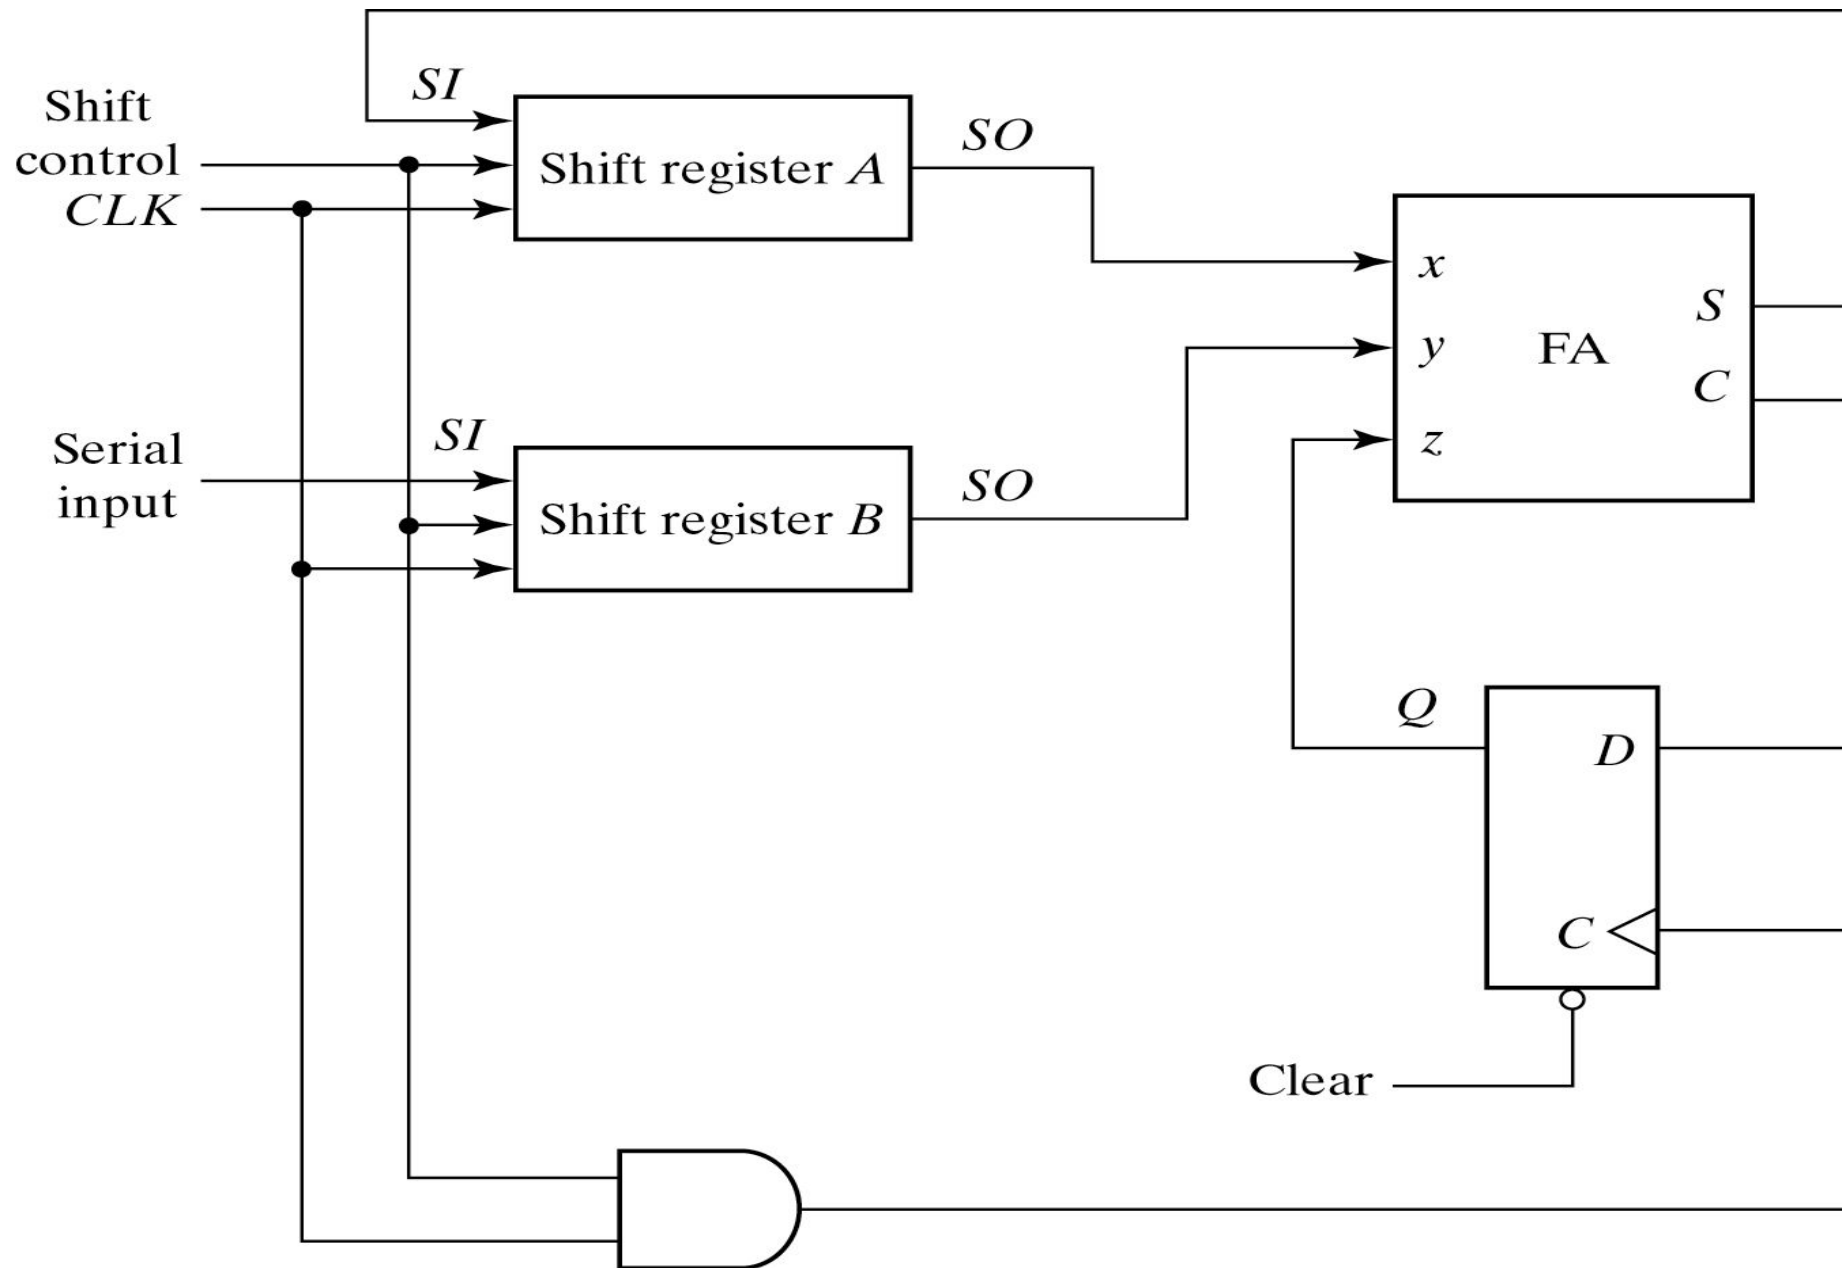 SI
Shift
control
CLK
Shift register A
SO
x
y
z
S
C
FA
Serial
input
SI
Shift register B
SO
Q
D
C
Clear